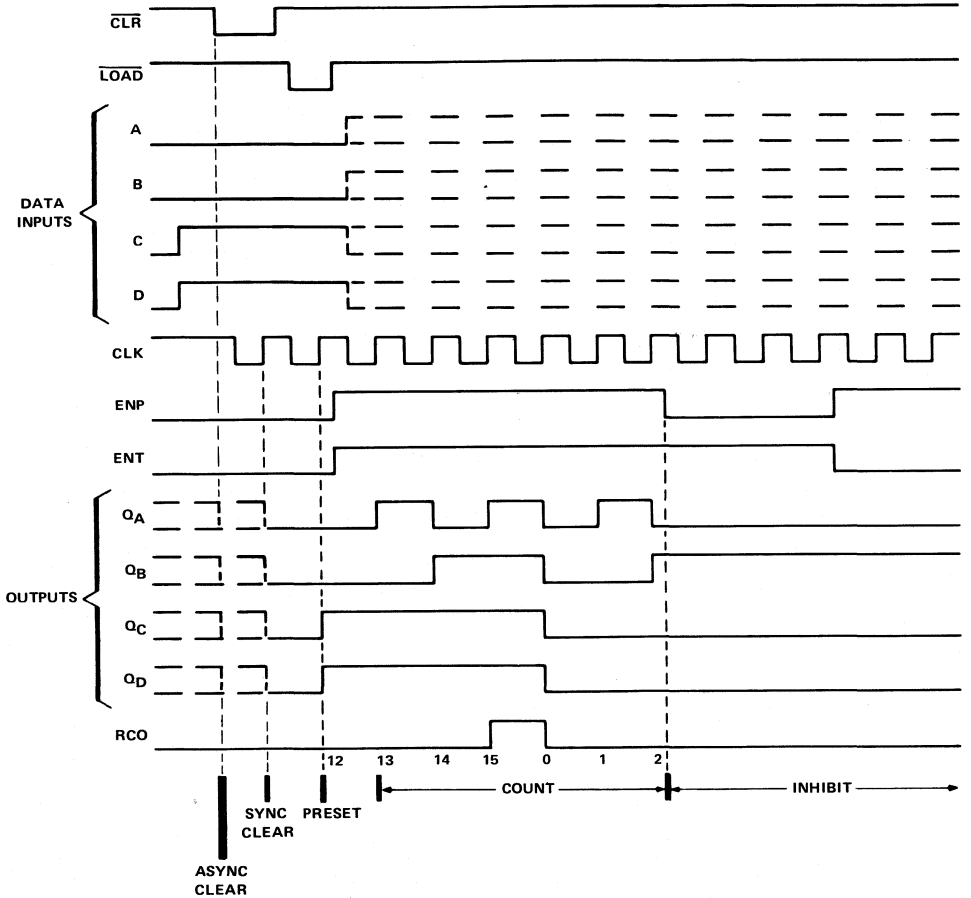 CLR
LOAD
A
B
DATA
INPUTS
C
D
CLK
ENP
ENT
QA
QB
OUTPUTS
QC
QD
RCO
12 13 14 15 0 1 2
SYNC
CLEAR
PRESET
COUNT
INHIBIT
ASYNC
CLEAR